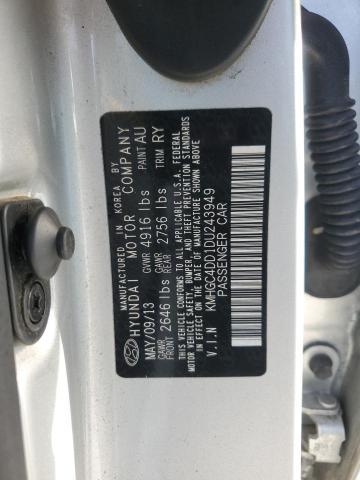 MANUFACTURED IN KOREA BY
HYUNDAI MOTOR COMPANY
MAY/09/13 GVWR 4916 lbs PAINT AU
GAWR FRONT 2646 lbs GAWR REAR 2756 lbs TRIM RY
THIS VEHICLE CONFORMS TO ALL APPLICABLE U.S.A. FEDERAL
MOTOR VEHICLE SAFETY, BUMPER, AND THEFT PREVENTION
STANDARDS IN EFFECT ON THE DATE OF MANUFACTURE SHOWN ABOVE
V.I.N KMHGC4DD1DU243949
PASSENGER CAR